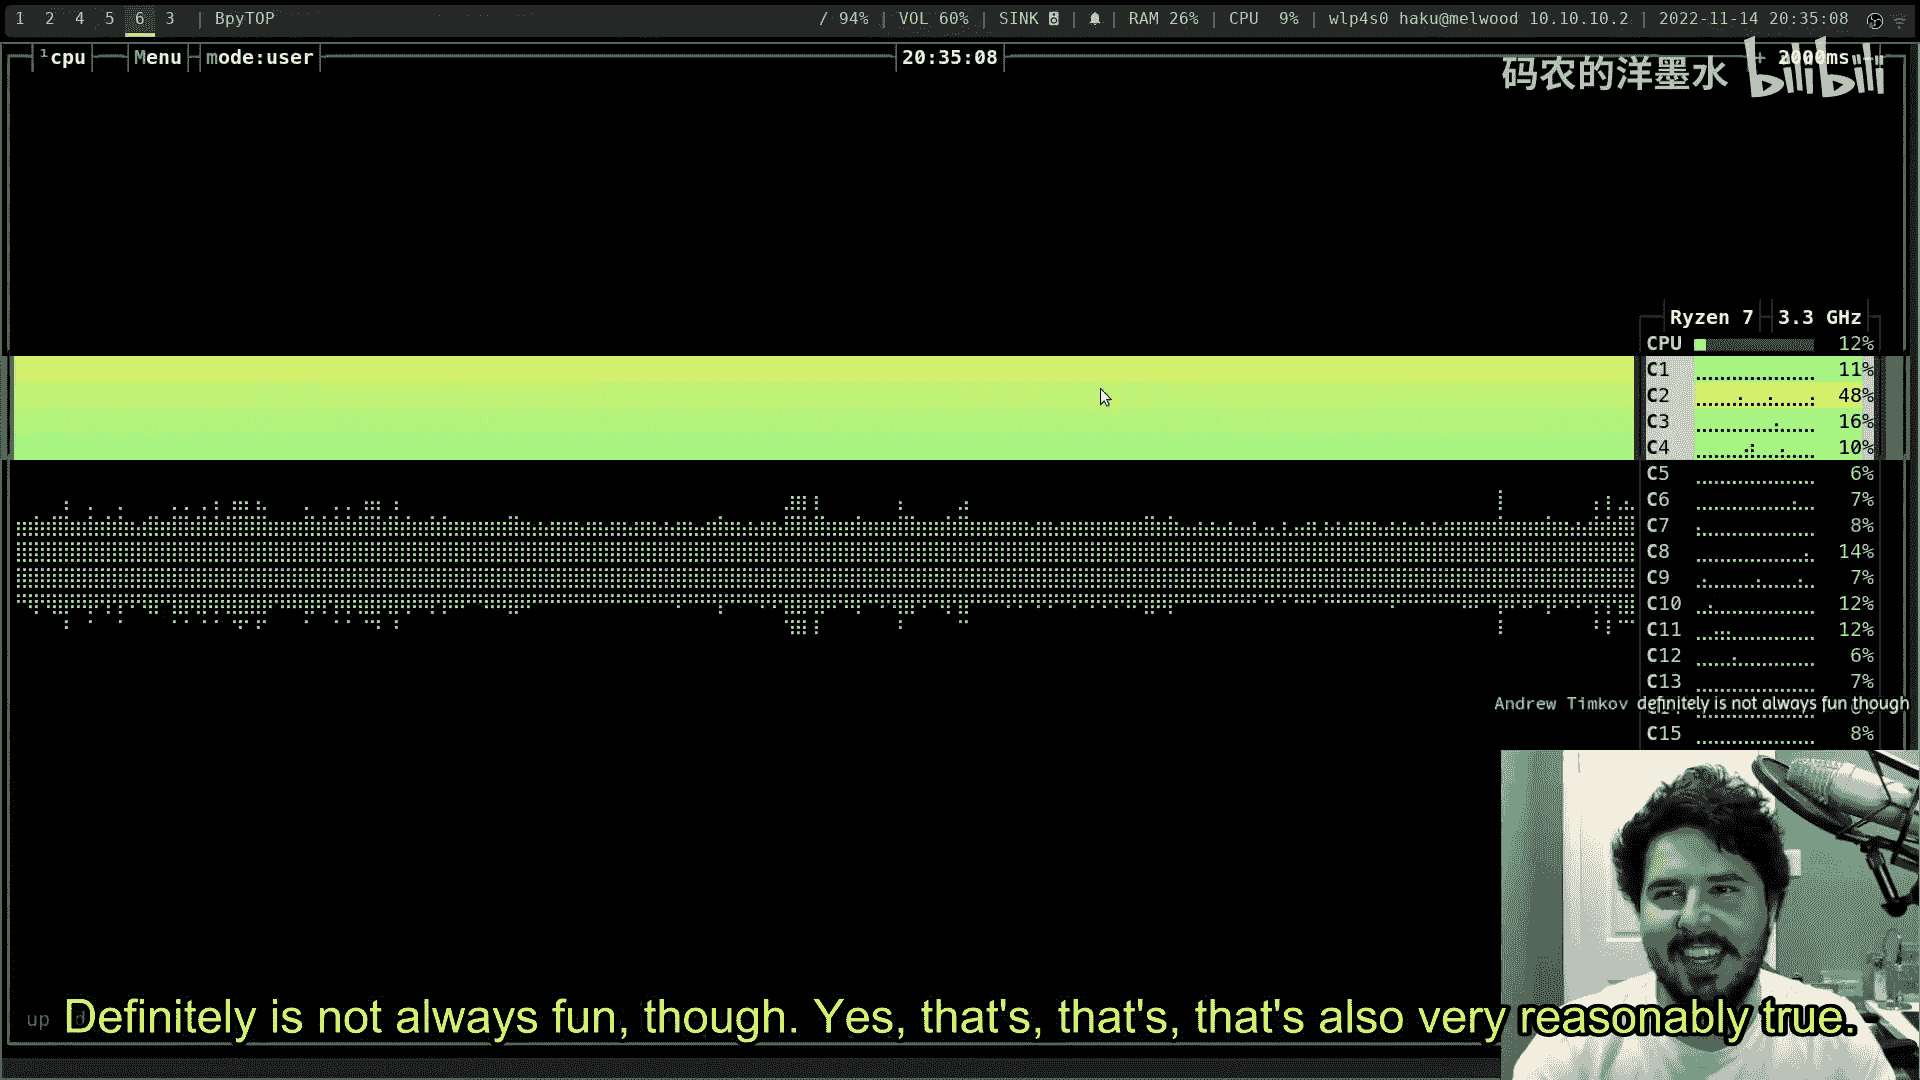 1 2 4 5 6 3 | BpyTOP
/ 94% | VOL 60% | SINK | | RAM 26% | CPU 9% | wlp4s0 haku@melwood 10.10.10.2 | 2022-11-14 20:35:08
¹cpu Menu mode:user 20:35:08 + 2000ms
码农的洋墨水 bilibili
Ryzen 7 3.3 GHz
CPU 12%
C1 11%
C2 48%
C3 16%
C4 10%
C5 6%
C6 7%
C7 8%
C8 14%
C9 7%
C10 12%
C11 12%
C12 6%
C13 7%
Andrew Timkov definitely is not always fun though
C15 8%
up
Definitely is not always fun, though. Yes, that's, that's, that's also very reasonably true.